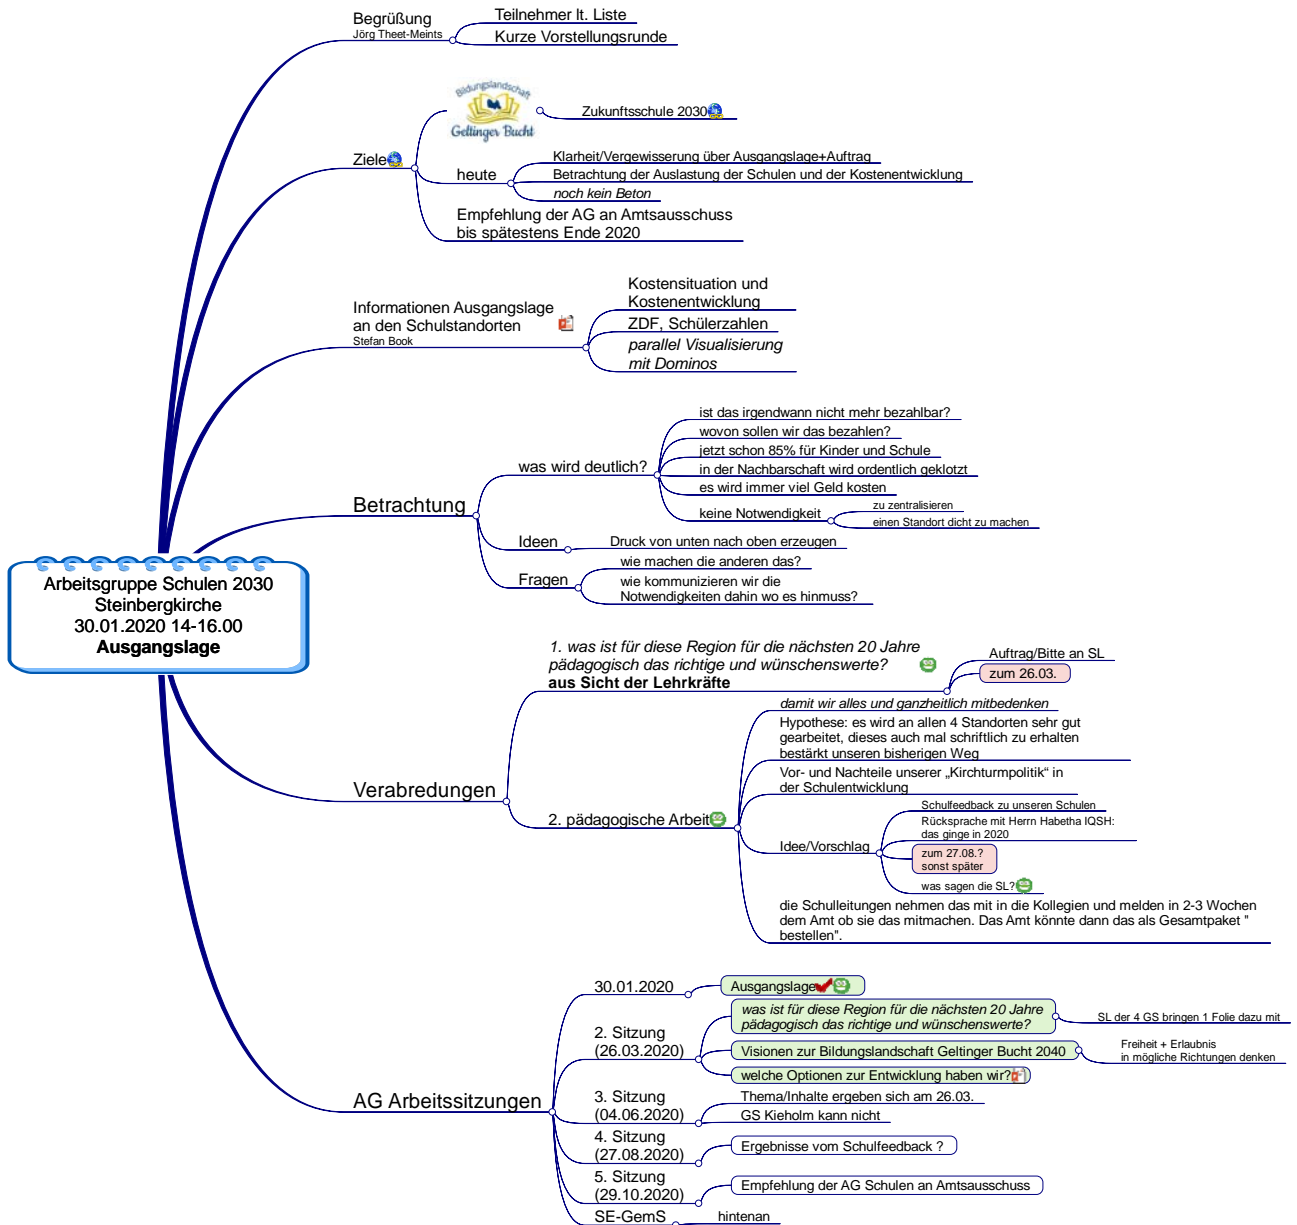 Begrüßung
Jörg Theet-Meints
Teilnehmer lt. Liste
Kurze Vorstellungsrunde
Ziele
Bildungslandschaft
Geltinger Bucht
Zukunftsschule 2030
heute
Klarheit/Vergewisserung über Ausgangslage+Auftrag
Betrachtung der Auslastung der Schulen und der Kostenentwicklung
noch kein Beton
Empfehlung der AG an Amtsausschuss
bis spätestens Ende 2020
Informationen Ausgangslage
an den Schulstandorten
Stefan Book
Kostensituation und
Kostenentwicklung
ZDF, Schülerzahlen
parallel Visualisierung
mit Dominos
Betrachtung
was wird deutlich?
ist das irgendwann nicht mehr bezahlbar?
wovon sollen wir das bezahlen?
jetzt schon 85% für Kinder und Schule
in der Nachbarschaft wird ordentlich geklotzt
es wird immer viel Geld kosten
keine Notwendigkeit
zu zentralisieren
einen Standort dicht zu machen
Ideen
Druck von unten nach oben erzeugen
Fragen
wie machen die anderen das?
wie kommunizieren wir die
Notwendigkeiten dahin wo es hinmuss?
Arbeitsgruppe Schulen 2030
Steinbergkirche
30.01.2020 14-16.00
Ausgangslage
Verabredungen
1. was ist für diese Region für die nächsten 20 Jahre
pädagogisch das richtige und wünschenswerte?
aus Sicht der Lehrkräfte
Auftrag/Bitte an SL
zum 26.03.
2. pädagogische Arbeit
damit wir alles und ganzheitlich mitbedenken
Hypothese: es wird an allen 4 Standorten sehr gut
gearbeitet, dieses auch mal schriftlich zu erhalten
bestärkt unseren bisherigen Weg
Vor- und Nachteile unserer „Kirchturmpolitik“ in
der Schulentwicklung
Idee/Vorschlag
Schulfeedback zu unseren Schulen
Rücksprache mit Herrn Habetha IQSH:
das ginge in 2020
zum 27.08.?
sonst später
was sagen die SL?
die Schulleitungen nehmen das mit in die Kollegien und melden in 2-3 Wochen
dem Amt ob sie das mitmachen. Das Amt könnte dann das als Gesamtpaket "
bestellen".
AG Arbeitssitzungen
30.01.2020
Ausgangslage
2. Sitzung
(26.03.2020)
was ist für diese Region für die nächsten 20 Jahre
pädagogisch das richtige und wünschenswerte?
SL der 4 GS bringen 1 Folie dazu mit
Visionen zur Bildungslandschaft Geltinger Bucht 2040
Freiheit + Erlaubnis
in mögliche Richtungen denken
welche Optionen zur Entwicklung haben wir?
3. Sitzung
(04.06.2020)
Thema/Inhalte ergeben sich am 26.03.
GS Kieholm kann nicht
4. Sitzung
(27.08.2020)
Ergebnisse vom Schulfeedback ?
5. Sitzung
(29.10.2020)
Empfehlung der AG Schulen an Amtsausschuss
SE-GemS
hintenan